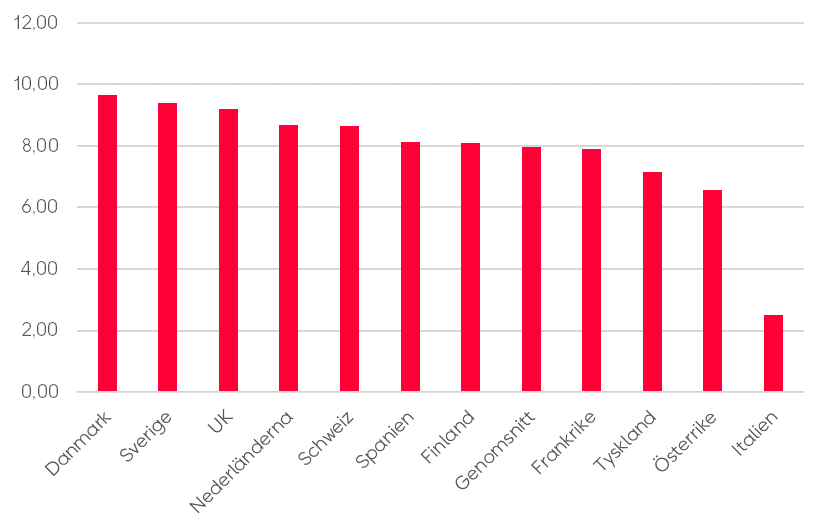 12,00
10,00
8,00
6,00
4,00
2,00
0,00
Danmark
Sverige
UK
Nederländerna
Schweiz
Spanien
Finland
Genomsnitt
Frankrike
Tyskland
Österrike
Italien